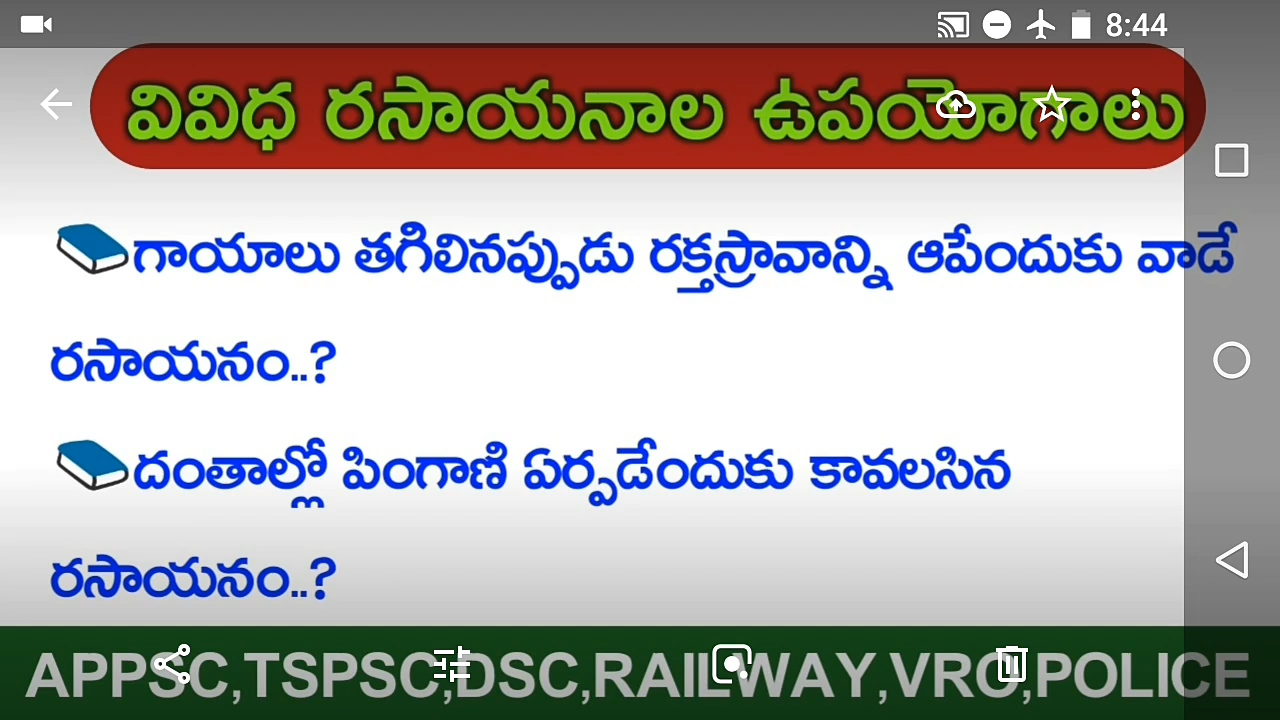 8:44
వివిధ రసాయనాల ఉపయోగాలు
గాయాలు తగిలినప్పుడు రక్తస్రావాన్ని ఆపేందుకు వాడే
రసాయనం..?
దంతాల్లో పింగాణి ఏర్పడేందుకు కావలసిన
రసాయనం..?
APPSC,TSPSC,DSC,RAILWAY,VRO,POLICE